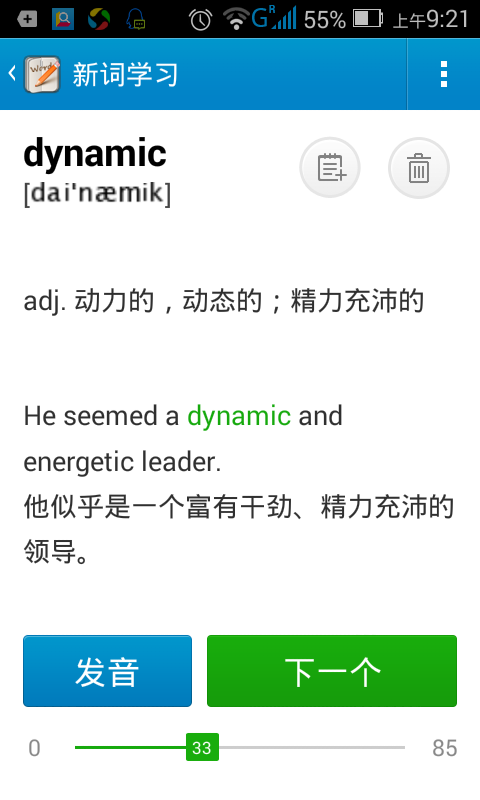 55% 上午9:21
新词学习
dynamic
[dai'næmik]
adj. 动力的，动态的；精力充沛的
He seemed a dynamic and
energetic leader.
他似乎是一个富有干劲、精力充沛的
领导。
发音 下一个
0 33 85